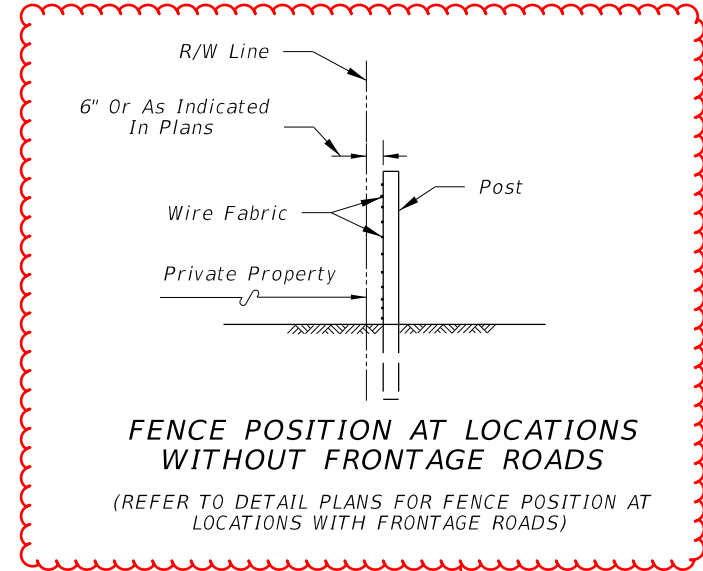 R/W Line
6" Or As Indicated
In Plans
Post
Wire Fabric
Private Property
FENCE POSITION AT LOCATIONS
WITHOUT FRONTAGE ROADS
(REFER TO DETAIL PLANS FOR FENCE POSITION AT
LOCATIONS WITH FRONTAGE ROADS)